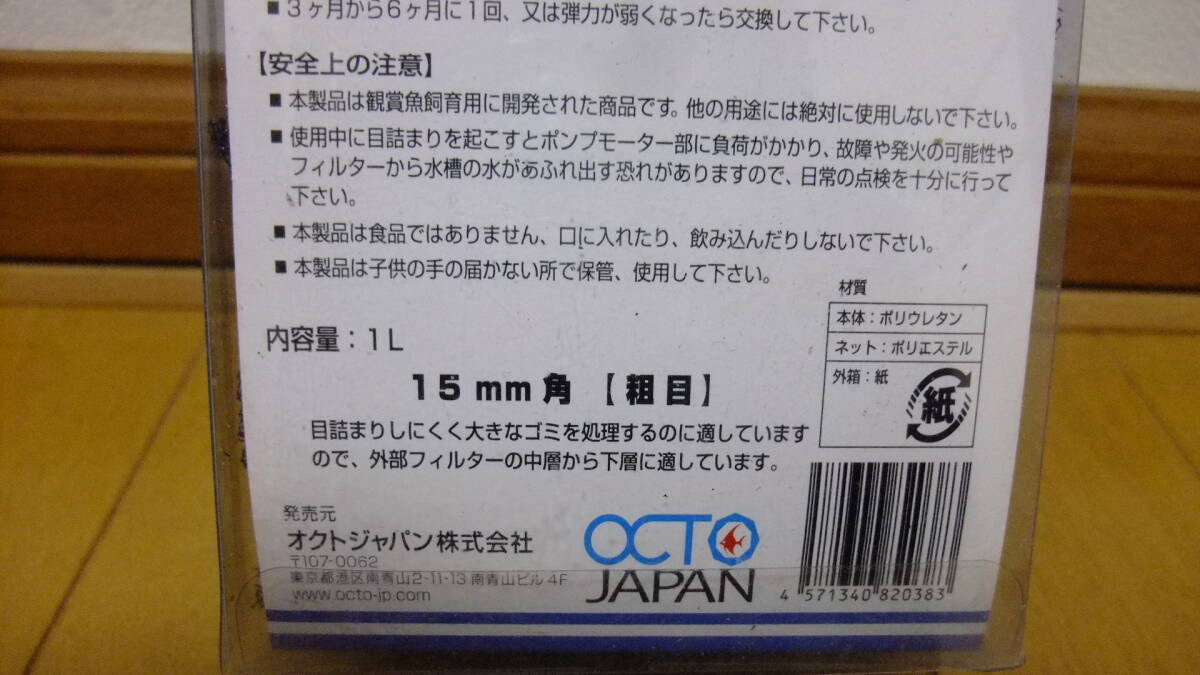 ■ 3ヶ月から6ヶ月に1回、又は弾力が弱くなったら交換して下さい。
【安全上の注意】
■ 本製品は観賞魚飼育用に開発された商品です。他の用途には絶対に使用しないで下さい。
■ 使用中に目詰まりを起こすとポンプモーター部に負荷がかかり、故障や発火の可能性や
フィルターから水槽の水があふれ出す恐れがありますので、日常の点検を十分に行って
下さい。
■ 本製品は食品ではありません、口に入れたり、飲み込んだりしないで下さい。
■ 本製品は子供の手の届かない所で保管、使用して下さい。
材質
本体：ポリウレタン
ネット：ポリエステル
外箱：紙
紙
内容量：1L
15mm角【粗目】
目詰まりしにくく大きなゴミを処理するのに適しています
ので、外部フィルターの中層から下層に適しています。
発売元
オクトジャパン株式会社
〒107-0062
東京都港区南青山2-11-13 南青山ビル 4F
www.octo-jp.com
OCTO
JAPAN
4 571340 820383